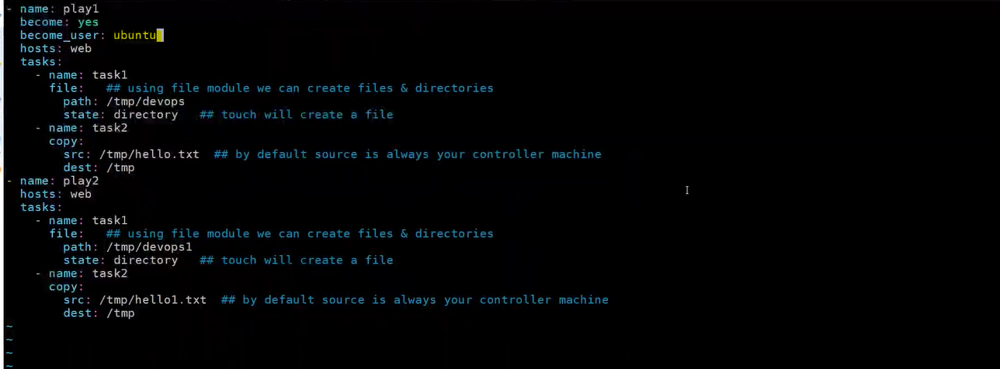 - name: play1
  become: yes
  become_user: ubuntu
  hosts: web
  tasks:
    - name: task1
      file:   ## using file module we can create files & directories
        path: /tmp/devops
        state: directory   ## touch will create a file
    - name: task2
      copy:
        src: /tmp/hello.txt  ## by default source is always your controller machine
        dest: /tmp
- name: play2
  hosts: web
  tasks:
    - name: task1
      file:   ## using file module we can create files & directories
        path: /tmp/devops1
        state: directory   ## touch will create a file
    - name: task2
      copy:
        src: /tmp/hello1.txt  ## by default source is always your controller machine
        dest: /tmp
~
~
~
~